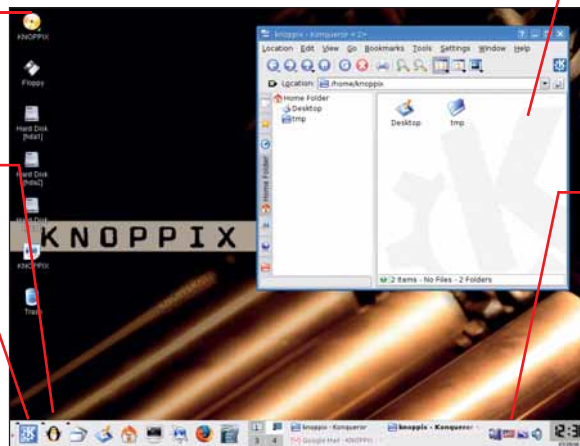 KNOPPIX
Floppy
Hard Disk
[hda1]
Hard Disk
[hda2]
Hard Disk
KNOPPIX
Trash
KNOPPIX
knoppix - Konqueror <2>
Location Edit View Go Bookmarks Tools Settings Window Help
Location: /home/knoppix
Home Folder
Desktop
tmp
Home Folder
Desktop
tmp
2 Items - No Files - 2 Folders
knoppix - Konqueror
knoppix - Konqueror
Google Mail - KNOPPIX
3 4